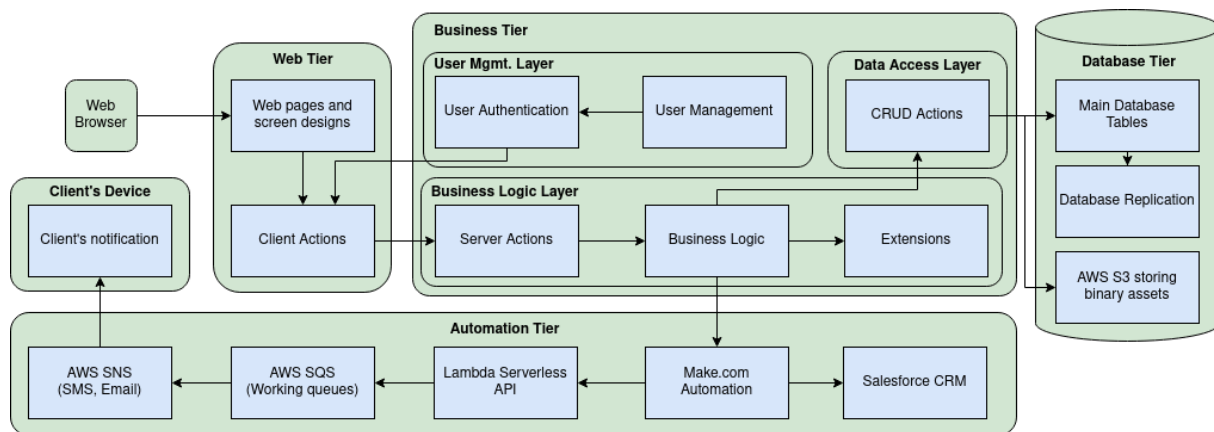 Business Tier
Web Tier
User Mgmt. Layer
Data Access Layer
Database Tier
Web
Browser
Web pages and
screen designs
User Authentication
User Management
CRUD Actions
Main Database
Tables
Client's Device
Business Logic Layer
Database Replication
Client's notification
Client Actions
Server Actions
Business Logic
Extensions
AWS S3 storing
binary assets
Automation Tier
AWS SNS
(SMS, Email)
AWS SQS
(Working queues)
Lambda Serverless
API
Make.com
Automation
Salesforce CRM